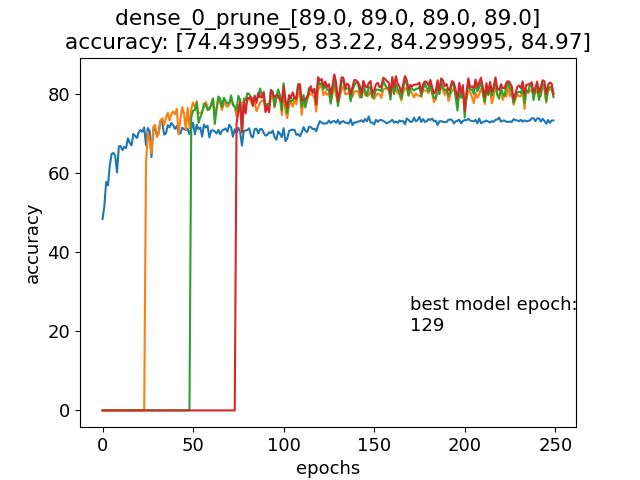 dense_0_prune_[89.0, 89.0, 89.0, 89.0]
accuracy: [74.439995, 83.22, 84.299995, 84.97]
80
60
40
20
0
accuracy
best model epoch:
129
0 50 100 150 200 250
epochs